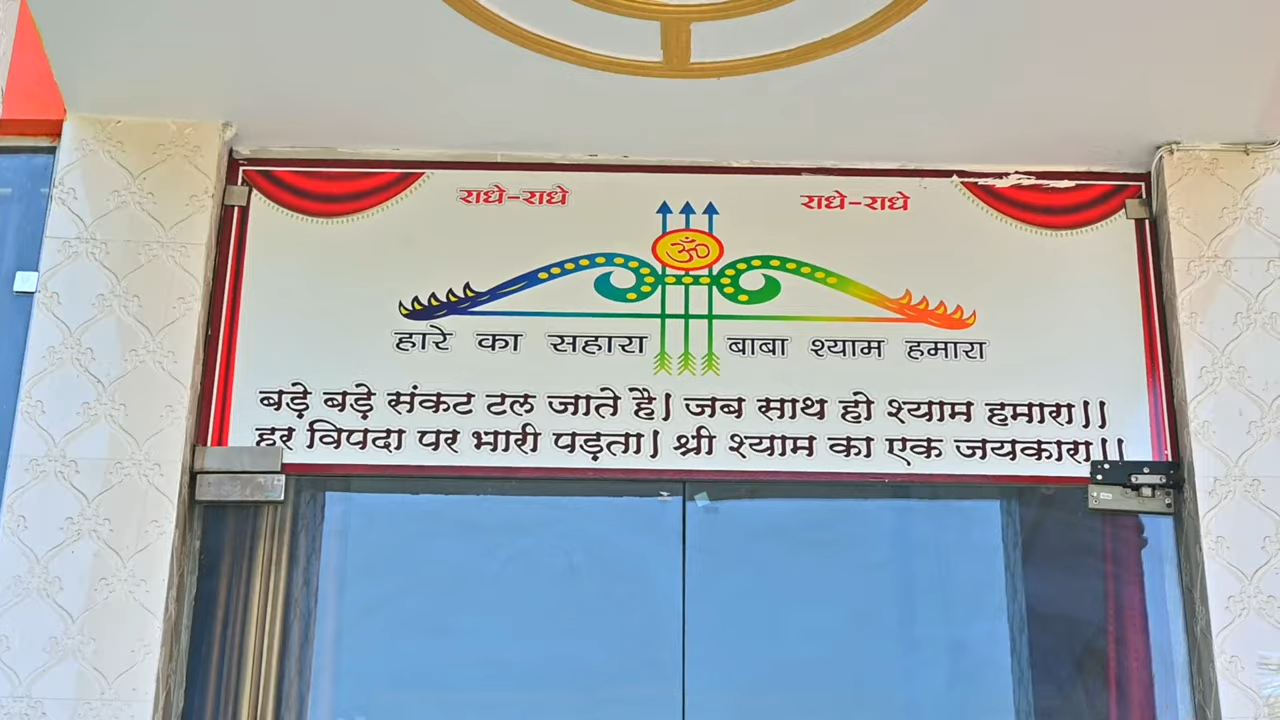 राधे-राधे राधे-राधे
ॐ
हारे का सहारा बाबा श्याम हमारा
बड़े बड़े संकट टल जाते है। जब साथ हो श्याम हमारा।।
हर विपदा पर भारी पड़ता। श्री श्याम का एक जयकारा।।